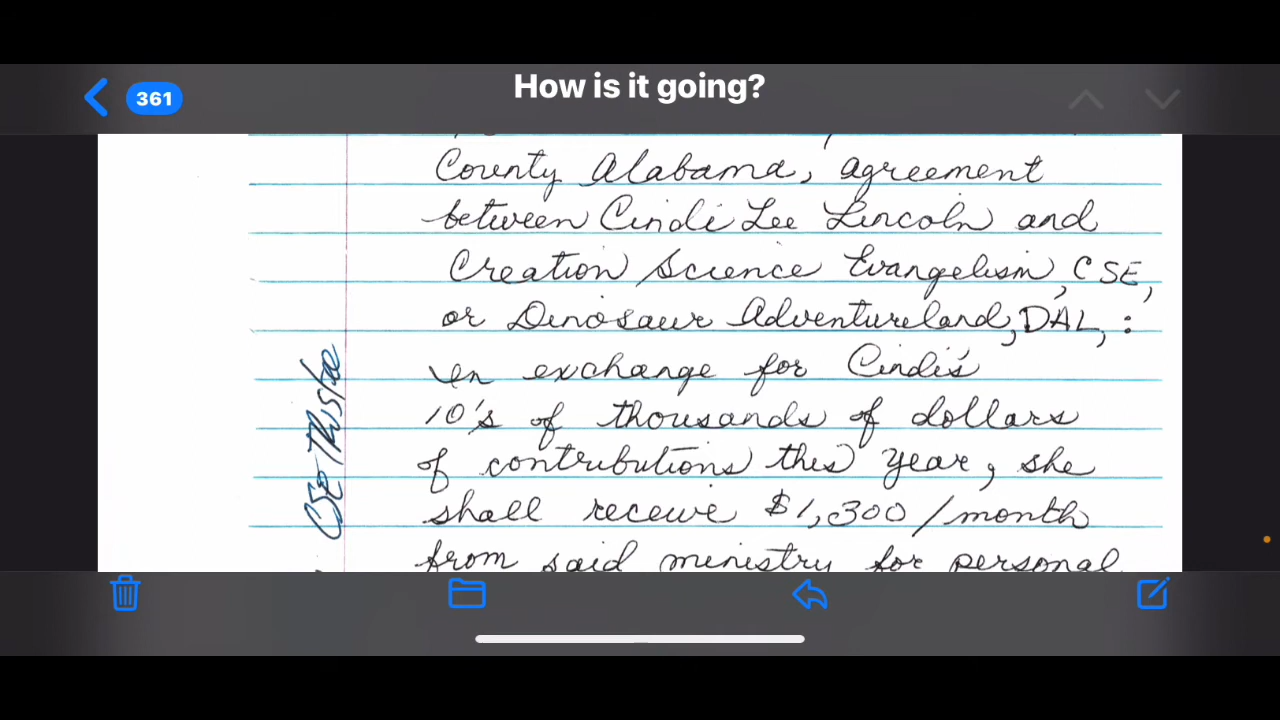 How is it going?
361
County Alabama, agreement
between Cindi Lee Lincoln and
Creation Science Evangelism, CSE,
or Dinosaur Adventureland, DAL, :
in exchange for Cindi's
10's of thousands of dollars
of contributions this year, she
shall receive $1,300/month
from said ministry for personal
CSE Trustee